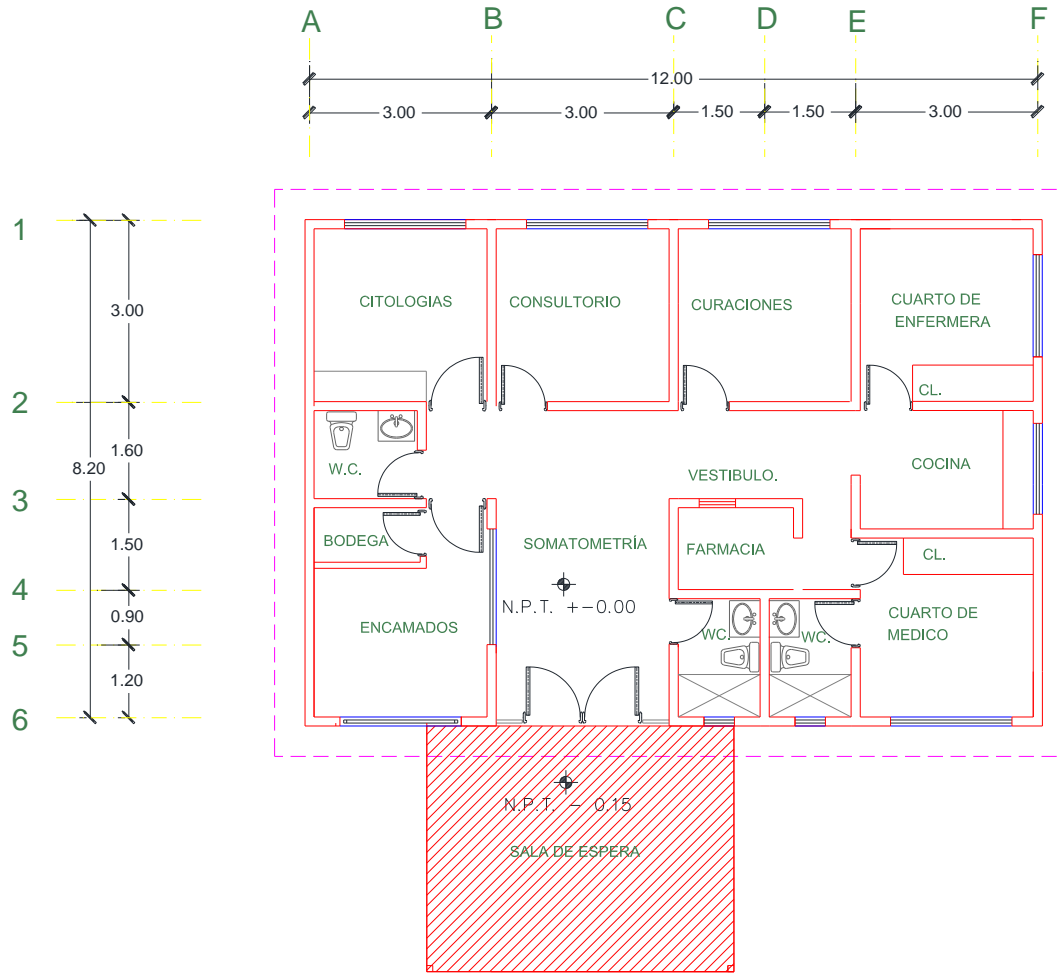 A B C D E F
12.00
3.00 3.00 1.50 1.50 3.00
1
3.00
CITOLOGIAS
CONSULTORIO
CURACIONES
CUARTO DE
ENFERMERA
CL.
2
1.60
8.20
W.C.
VESTIBULO.
COCINA
3
1.50
BODEGA
SOMATOMETRÍA
FARMACIA
CL.
4
0.90
N.P.T. +-0.00
ENCAMADOS
WC.
WC.
CUARTO DE
MEDICO
5
1.20
6
N.P.T. - 0.15
SALA DE ESPERA